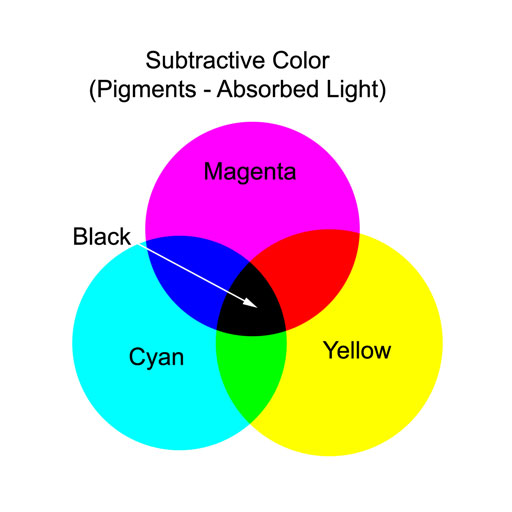 Subtractive Color
(Pigments - Absorbed Light)
Magenta
Black
Cyan
Yellow